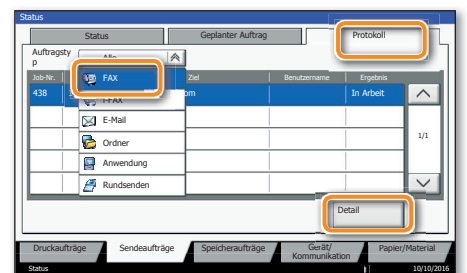 Status
Status Geplanter Auftrag Protokoll
Auftragsty
p
Alle
Job-Nr. Ziel Benutzername Ergebnis
438 FAX om In Arbeit
i-FAX
E-Mail
1/1
Ordner
Anwendung
Rundsenden
Detail
Druckaufträge Sendeaufträge Speicheraufträge Gerät/
Kommunikation Papier/Material
Status 10/10/2016